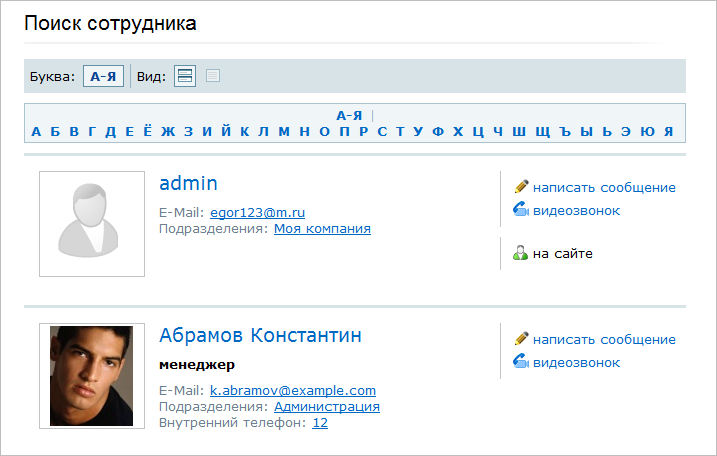 Поиск сотрудника
Буква: А-Я Вид:
А-Я |
А Б В Г Д Е Ё Ж З И Й К Л М Н О П Р С Т У Ф Х Ц Ч Ш Щ Ъ Ы Ь Э Ю Я
admin
E-Mail: egor123@m.ru
Подразделения: Моя компания
написать сообщение
видеозвонок
на сайте
Абрамов Константин
менеджер
E-Mail: k.abramov@example.com
Подразделения: Администрация
Внутренний телефон: 12
написать сообщение
видеозвонок